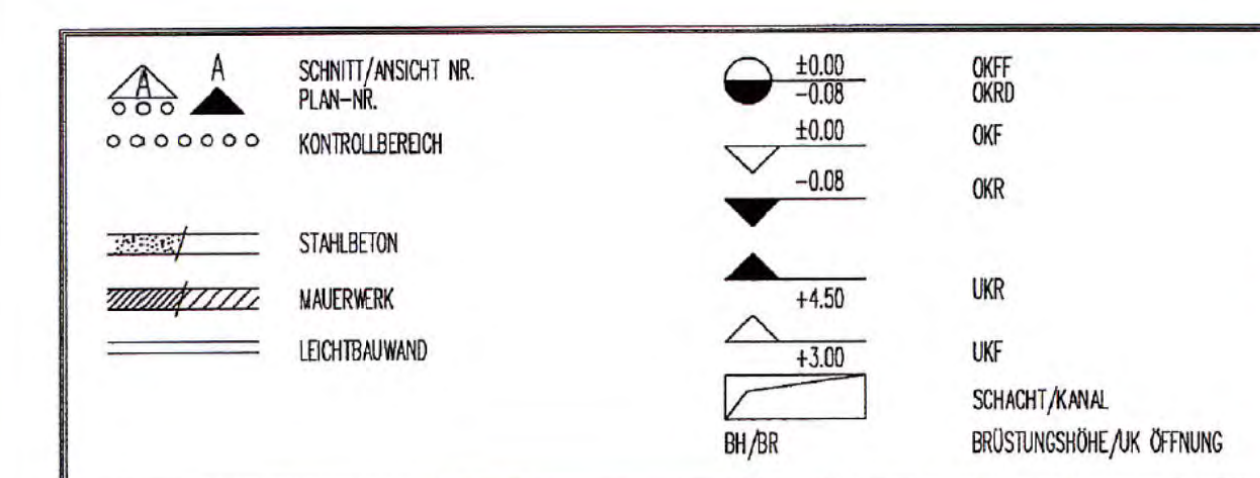 A A SCHNITT/ANSICHT NR.
PLAN-NR.
KONTROLLBEREICH
STAHLBETON
MAUERWERK
LEICHTBAUWAND
±0.00 OKFF
-0.08 OKRD
±0.00 OKF
-0.08 OKR
+4.50 UKR
+3.00 UKF
SCHACHT/KANAL
BH/BR BRÜSTUNGSHÖHE/UK ÖFFNUNG